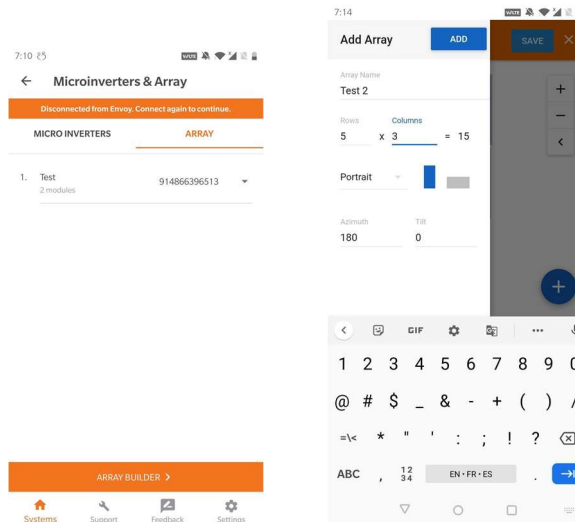 7:10
VoLTE
Microinverters & Array
Disconnected from Envoy. Connect again to continue.
MICRO INVERTERS ARRAY
1. Test 914866396513
2 modules
ARRAY BUILDER >
Systems Support Feedback Settings
7:14
Add Array ADD SAVE
Array Name
Test 2
Rows Columns
5 x 3 = 15
Portrait
Azimuth Tilt
180 0
GIF
1 2 3 4 5 6 7 8 9 0
@ # $ _ & - + ( ) /
=\< * " ' : ; ! ?
ABC , 12 34 EN • FR • ES .